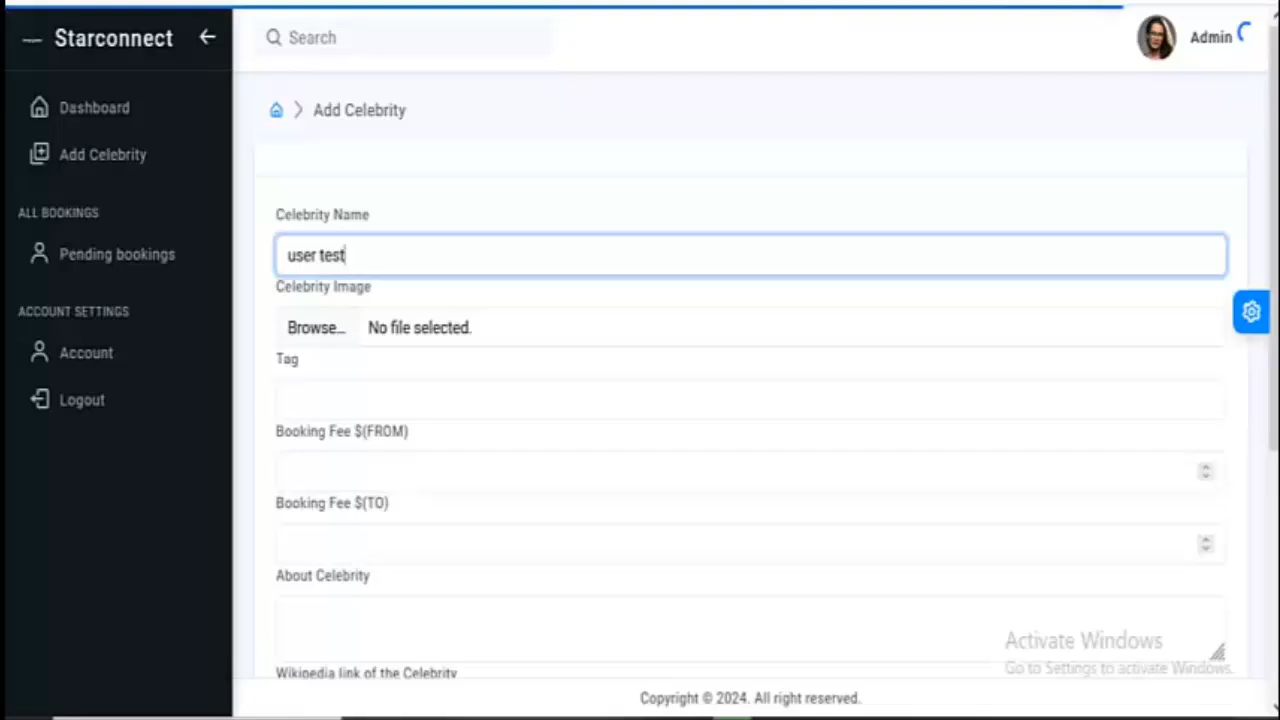 Starconnect
Search
Admin
Dashboard
Add Celebrity
ALL BOOKINGS
Pending bookings
ACCOUNT SETTINGS
Account
Logout
Add Celebrity
Celebrity Name
user test
Celebrity Image
Browse... No file selected.
Tag
Booking Fee $(FROM)
Booking Fee $(TO)
About Celebrity
Wikipedia link of the Celebrity
Activate Windows
Go to Settings to activate Windows.
Copyright © 2024. All right reserved.